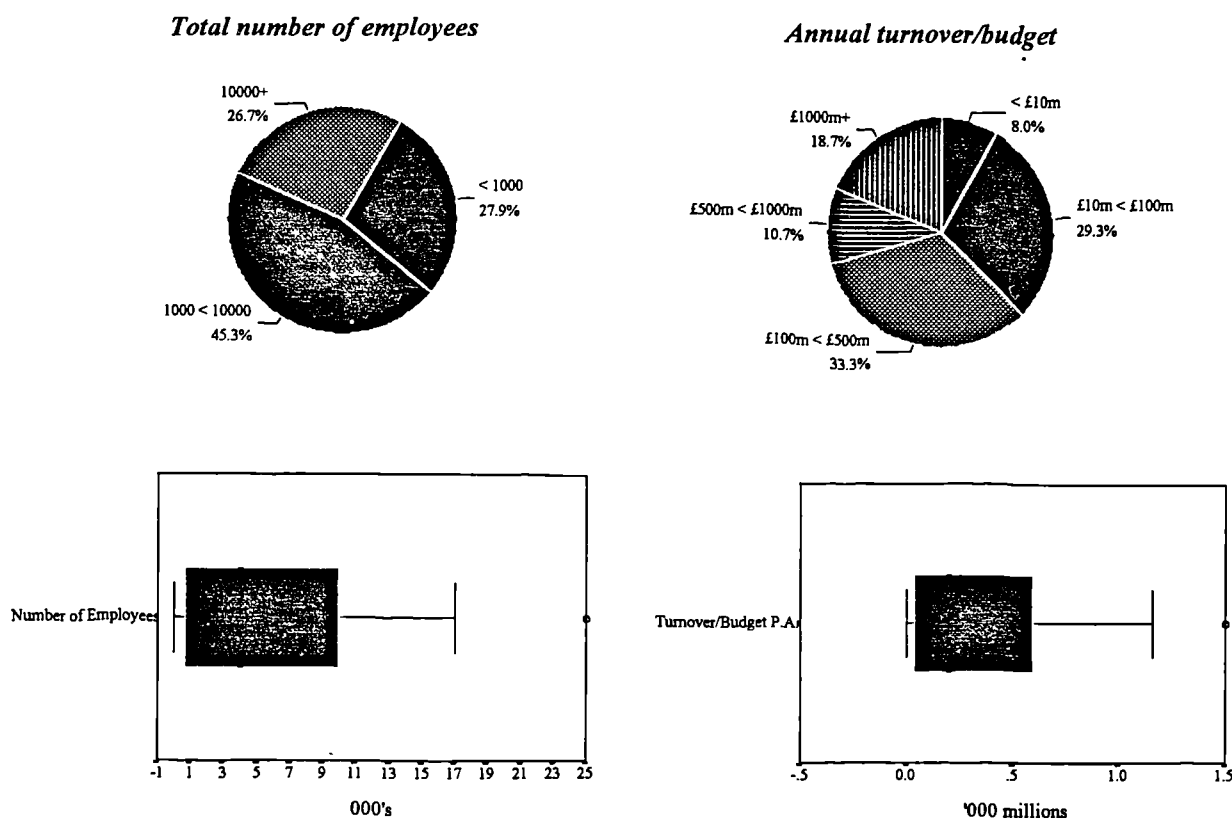 Total number of employees
Annual turnover/budget
10000+
26.7%
< 1000
27.9%
1000 < 10000
45.3%
< £10m
8.0%
£1000m+
18.7%
£10m < £100m
29.3%
£500m < £1000m
10.7%
£100m < £500m
33.3%
Number of Employees
-1 1 3 5 7 9 11 14 17 19 21 23 25
000's
Turnover/Budget P.A
-.5 0.0 .5 1.0 1.5
'000 millions